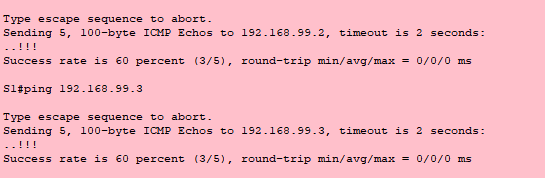 Type escape sequence to abort.
Sending 5, 100-byte ICMP Echos to 192.168.99.2, timeout is 2 seconds:
..!!!
Success rate is 60 percent (3/5), round-trip min/avg/max = 0/0/0 ms
S1#ping 192.168.99.3
Type escape sequence to abort.
Sending 5, 100-byte ICMP Echos to 192.168.99.3, timeout is 2 seconds:
..!!!
Success rate is 60 percent (3/5), round-trip min/avg/max = 0/0/0 ms